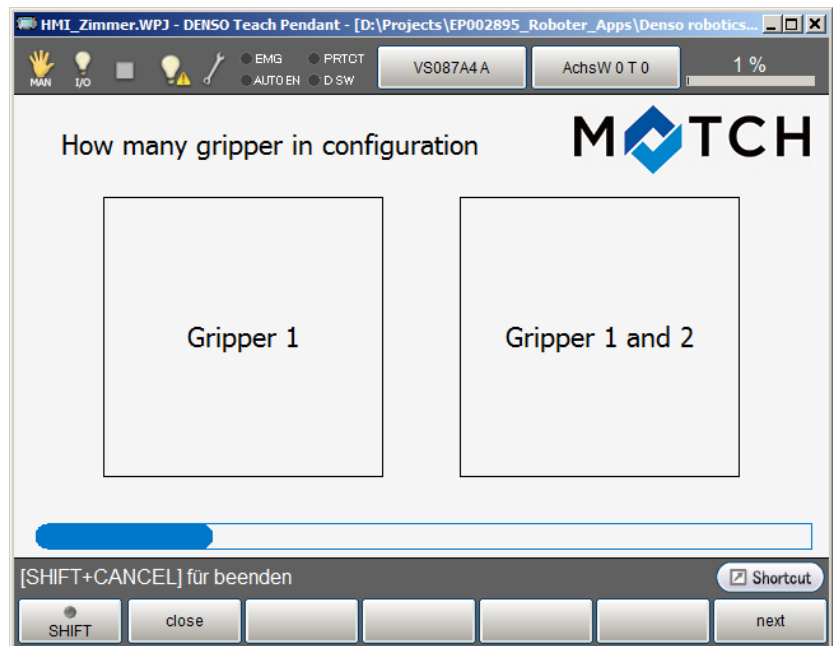 HMI_Zimmer.WPJ - DENSO Teach Pendant - [D:\Projects\EP002895_Roboter_Apps\Denso robotics...
MAN I/O EMG PRTCT AUTO EN D SW VS087A4 A AchsW 0 T 0 1 %
How many gripper in configuration
MATCH
Gripper 1
Gripper 1 and 2
[SHIFT+CANCEL] für beenden
Shortcut
SHIFT close next